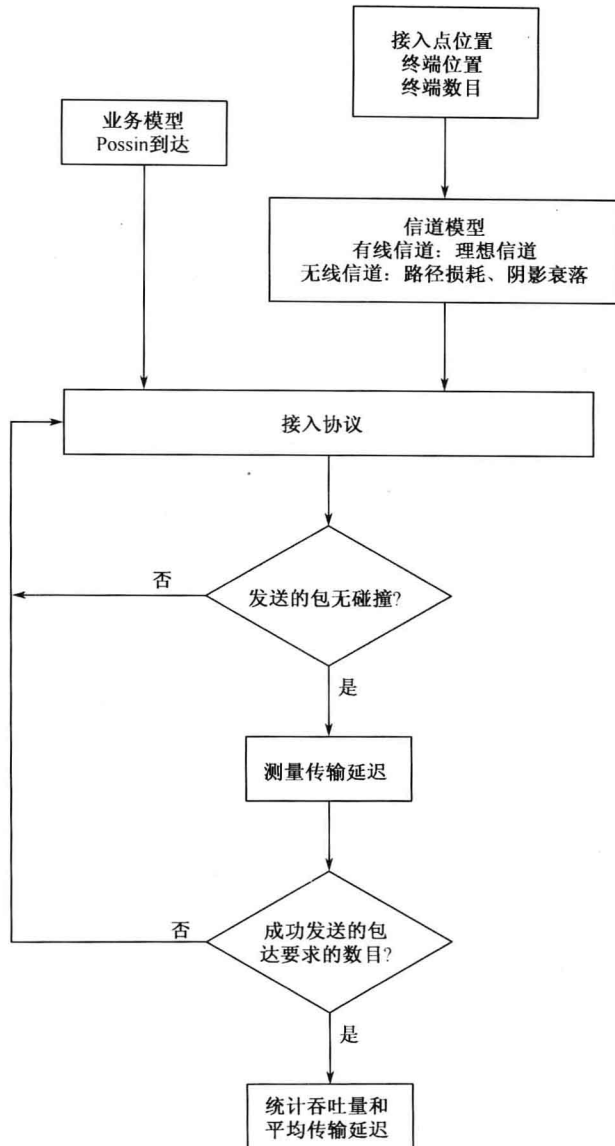 接入点位置
终端位置
终端数目
业务模型
Possin到达
信道模型
有线信道：理想信道
无线信道：路径损耗、阴影衰落
接入协议
否
发送的包无碰撞?
是
测量传输延迟
否
成功发送的包
达要求的数目?
是
统计吞吐量和
平均传输延迟